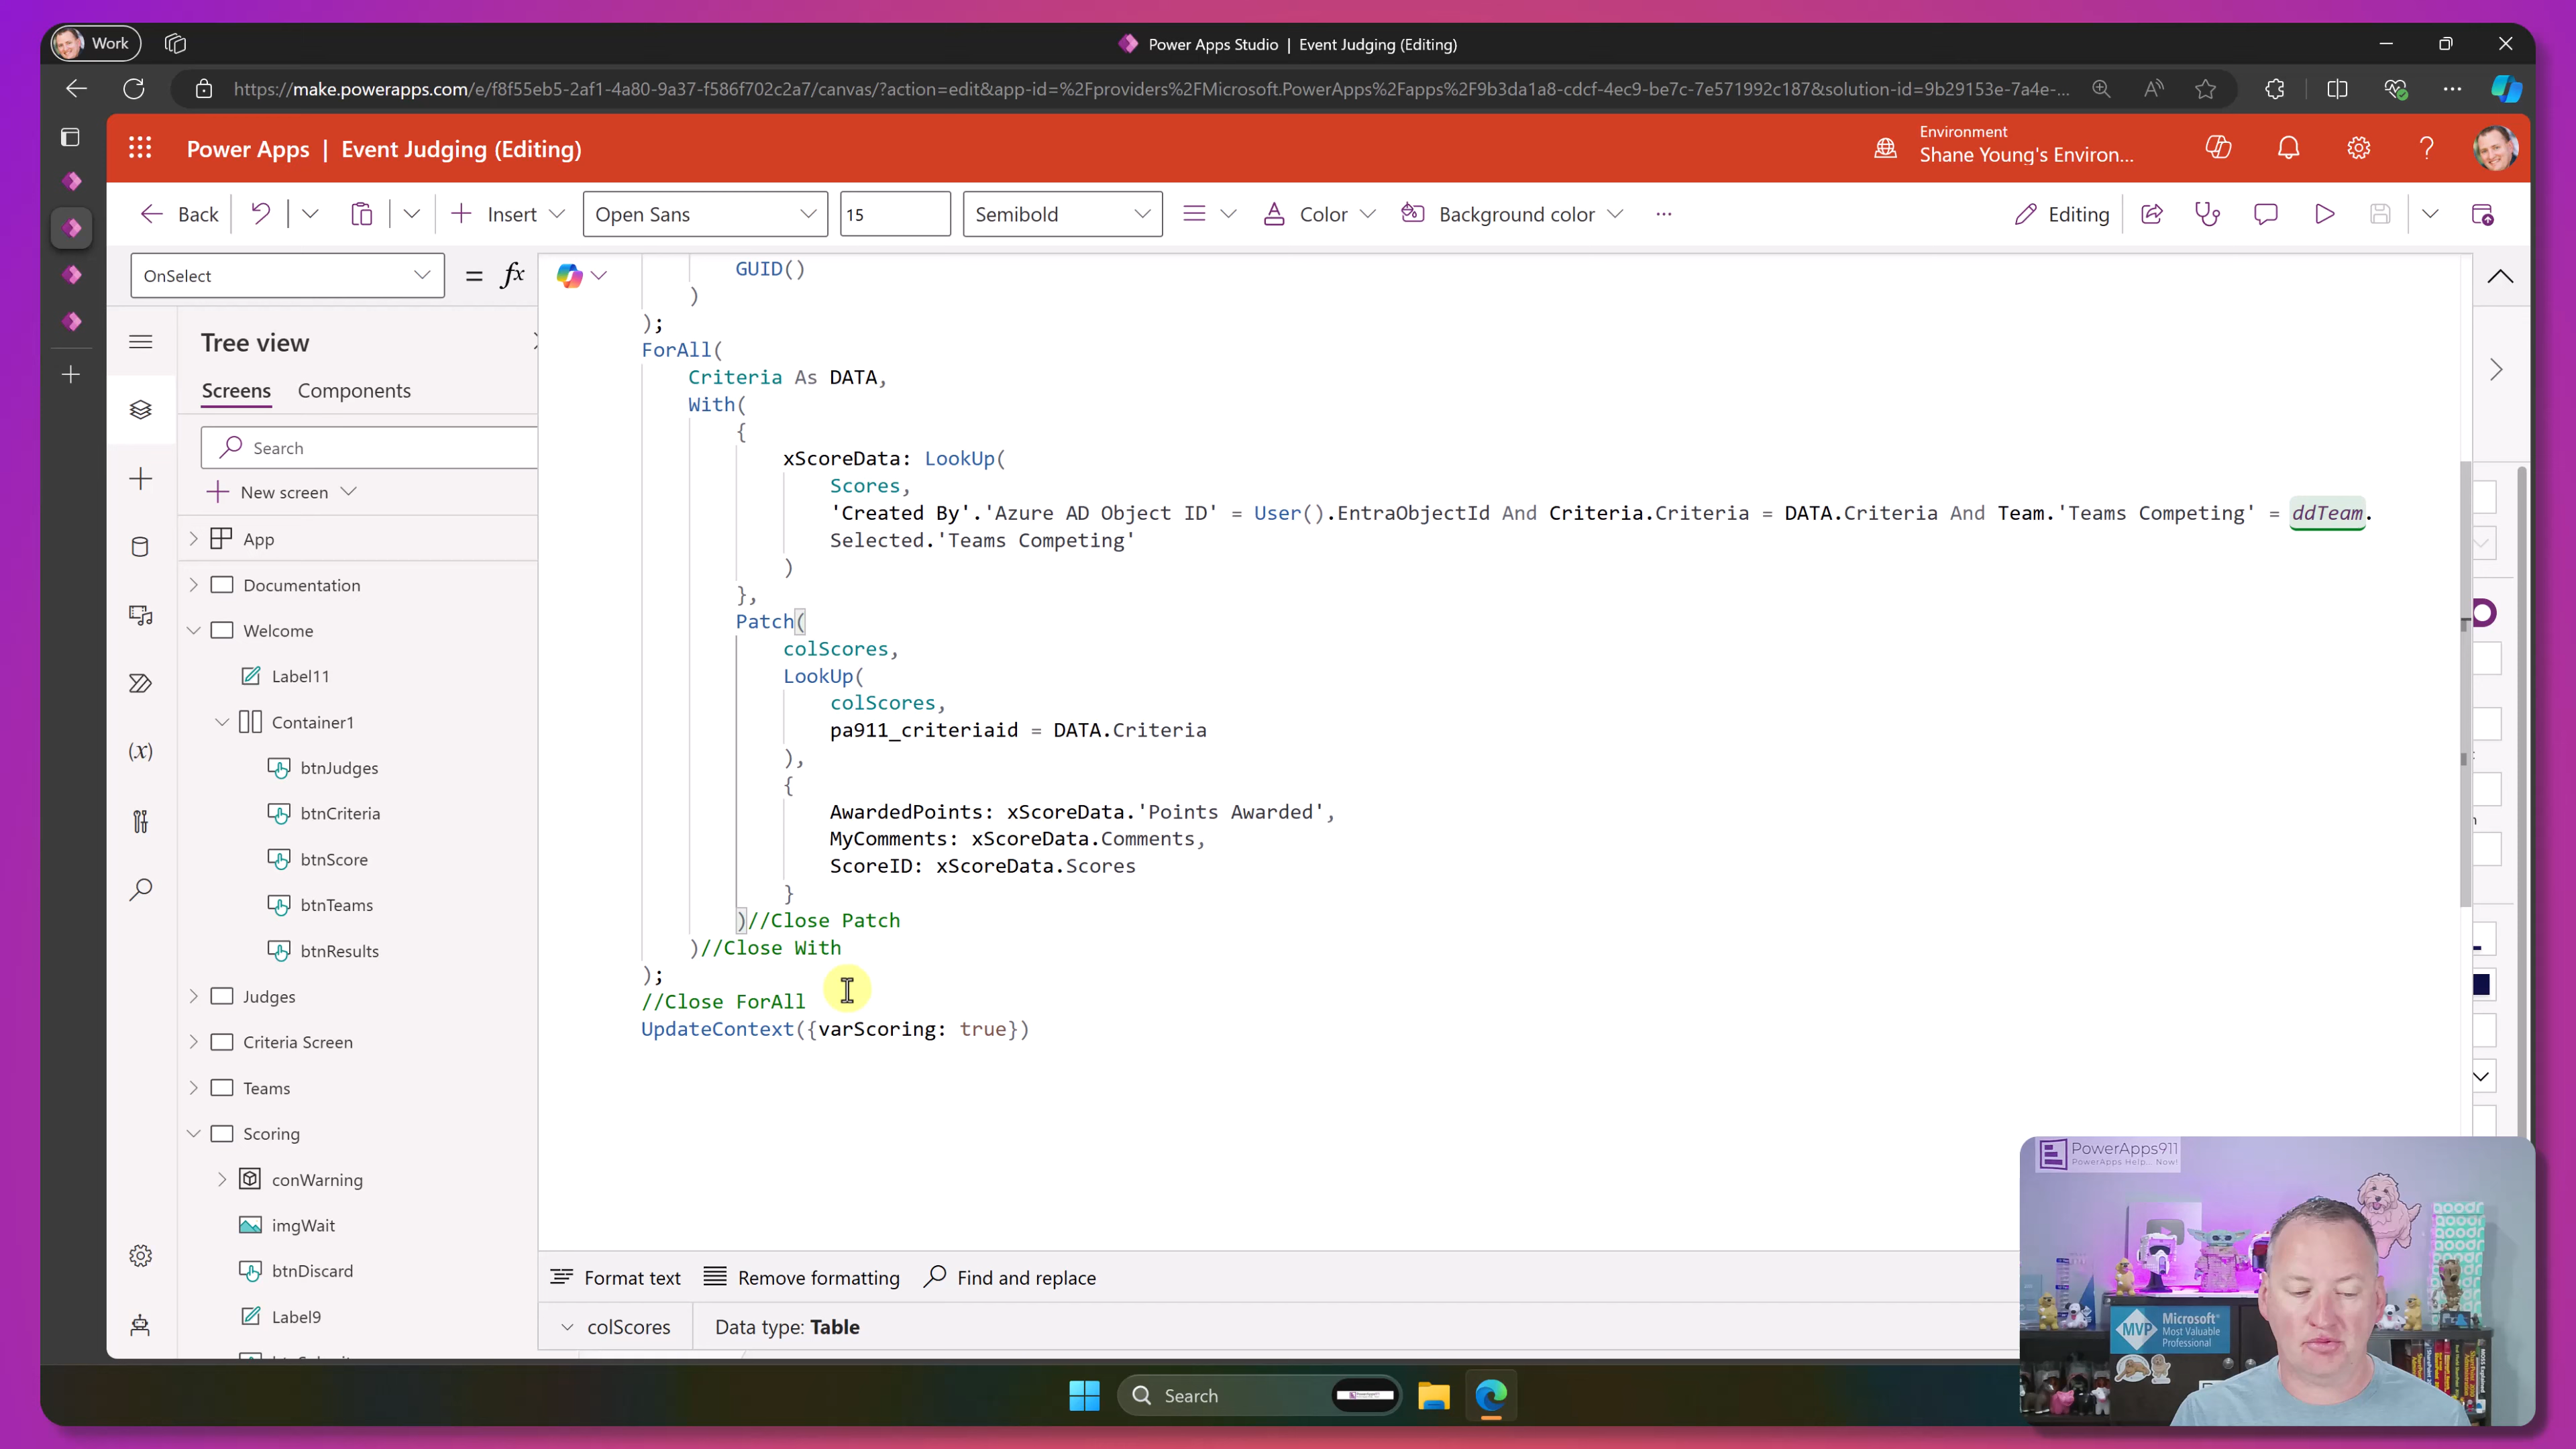 Work
Power Apps Studio | Event Judging (Editing)
https://make.powerapps.com/e/f8f55eb5-2af1-4a80-9a37-f586f702c2a7/canvas/?action=edit&app-id=%2Fproviders%2FMicrosoft.PowerApps%2Fapps%2F9b3da1a8-cdcf-4ec9-be7c-7e571992c187&solution-id=9b29153e-7a4e-...
Power Apps | Event Judging (Editing)
Environment
Shane Young's Environ...
Back
Insert
Open Sans
15
Semibold
Color
Background color
Editing
OnSelect
= fx
Tree view
Screens
Components
Search
New screen
App
Documentation
Welcome
Label11
Container1
btnJudges
btnCriteria
btnScore
btnTeams
btnResults
Judges
Criteria Screen
Teams
Scoring
conWarning
imgWait
btnDiscard
Label9
GUID()
)
);
ForAll(
Criteria As DATA,
With(
{
xScoreData: LookUp(
Scores,
'Created By'.'Azure AD Object ID' = User().EntraObjectId And Criteria.Criteria = DATA.Criteria And Team.'Teams Competing' = ddTeam.
Selected.'Teams Competing'
)
},
Patch(
colScores,
LookUp(
colScores,
pa911_criteriaid = DATA.Criteria
),
{
AwardedPoints: xScoreData.'Points Awarded',
MyComments: xScoreData.Comments,
ScoreID: xScoreData.Scores
}
)//Close Patch
)//Close With
);
//Close ForAll
UpdateContext({varScoring: true})
Format text
Remove formatting
Find and replace
colScores
Data type: Table
Search
PowerApps911
PowerApps Help... Now!
Microsoft®
MVP
Most Valuable
Professional